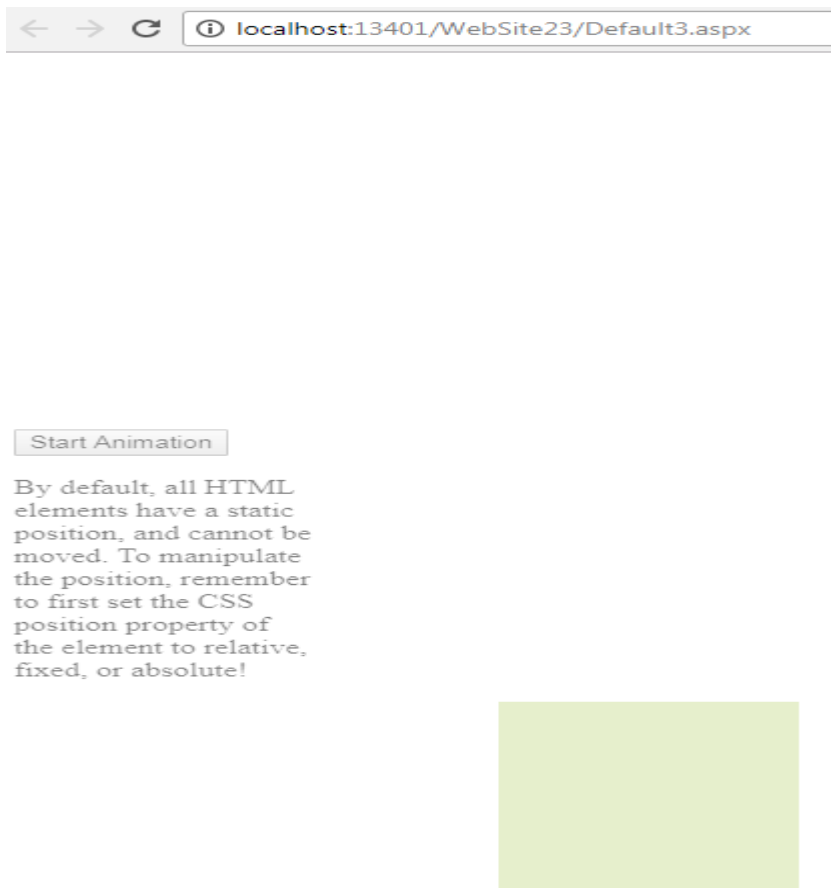 localhost:13401/WebSite23/Default3.aspx
Start Animation
By default, all HTML
elements have a static
position, and cannot be
moved. To manipulate
the position, remember
to first set the CSS
position property of
the element to relative,
fixed, or absolute!